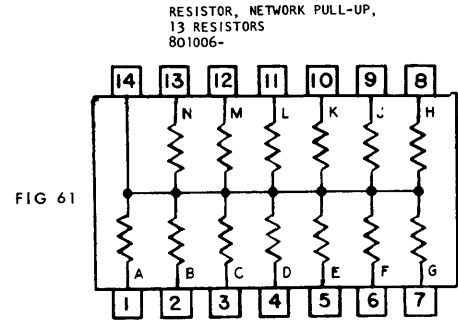 RESISTOR, NETWORK PULL-UP,
13 RESISTORS
801006-
14 13 12 11 10 9 8
N M L K J H
FIG 61
A B C D E F G
1 2 3 4 5 6 7